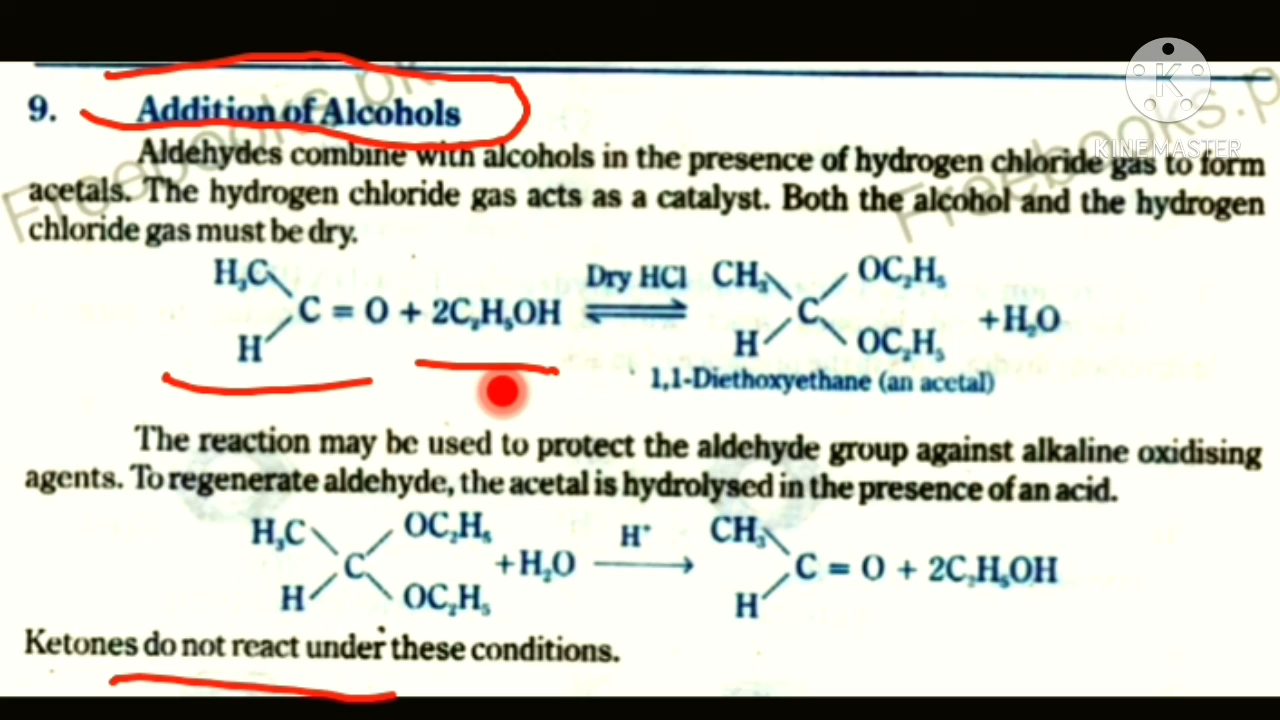 KINEMASTER
Freebooks.pk
Freebooks.p
9. Addition of Alcohols
Aldehydes combine with alcohols in the presence of hydrogen chloride gas to form
acetals. The hydrogen chloride gas acts as a catalyst. Both the alcohol and the hydrogen
chloride gas must be dry.
H₃C Dry HCl CH₃ OC₂H₅
C = O + 2C₂H₅OH ⇌ C + H₂O
H H OC₂H₅
1,1-Diethoxyethane (an acetal)
The reaction may be used to protect the aldehyde group against alkaline oxidising
agents. To regenerate aldehyde, the acetal is hydrolysed in the presence of an acid.
H₃C OC₂H₅ H⁺ CH₃
C + H₂O → C = O + 2C₂H₅OH
H OC₂H₅ H
Ketones do not react under these conditions.